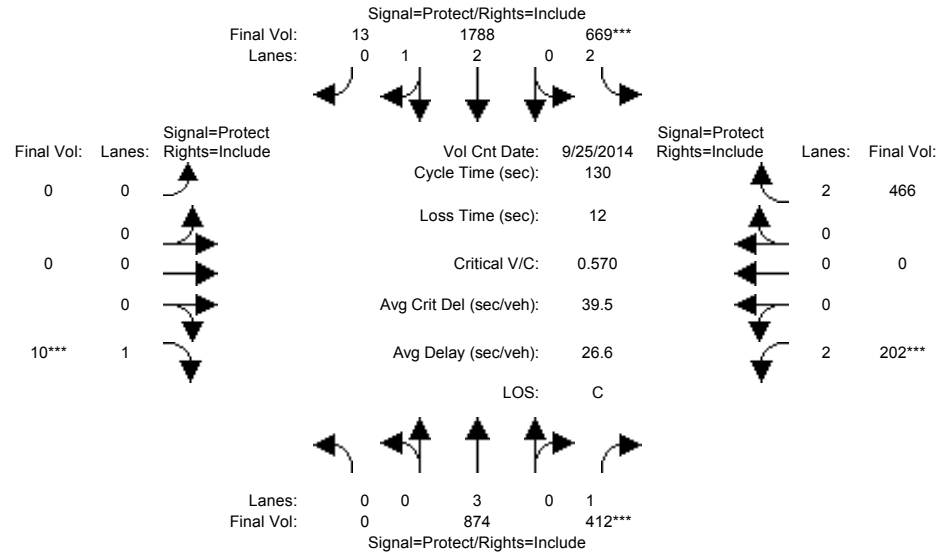 Signal=Protect/Rights=Include
Final Vol: 13 1788 669***
Lanes: 0 1 2 0 2
Signal=Protect
Final Vol: Lanes: Rights=Include
Vol Cnt Date: 9/25/2014
Signal=Protect
Rights=Include Lanes: Final Vol:
Cycle Time (sec): 130
0 0
2 466
Loss Time (sec): 12
0
0
0 0
Critical V/C: 0.570
0 0
0
Avg Crit Del (sec/veh): 39.5
0
10*** 1
Avg Delay (sec/veh): 26.6
2 202***
LOS: C
Lanes: 0 0 3 0 1
Final Vol: 0 874 412***
Signal=Protect/Rights=Include